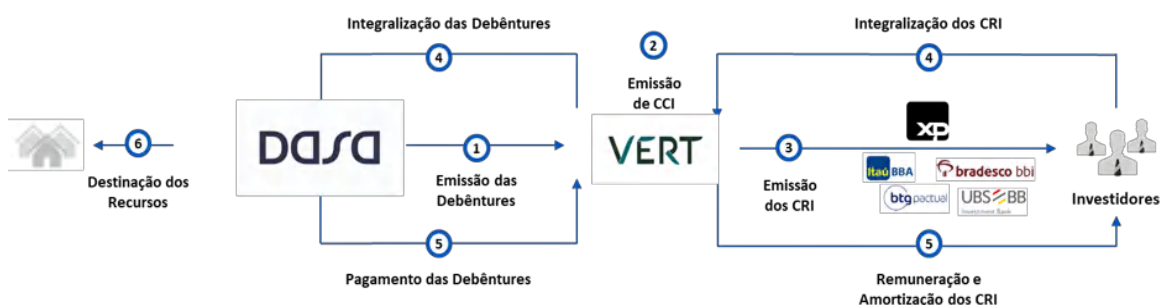 Integralização das Debêntures
4
2
Emissão
de CCI
Integralização dos CRI
4
6
Destinação dos
Recursos
Dasa
1
Emissão das
Debêntures
VERT
3
Emissão
dos CRI
xp
Itaú BBA
bradesco bbi
btg pactual
UBS BB
Investment Bank
Investidores
5
Pagamento das Debêntures
5
Remuneração e
Amortização dos CRI